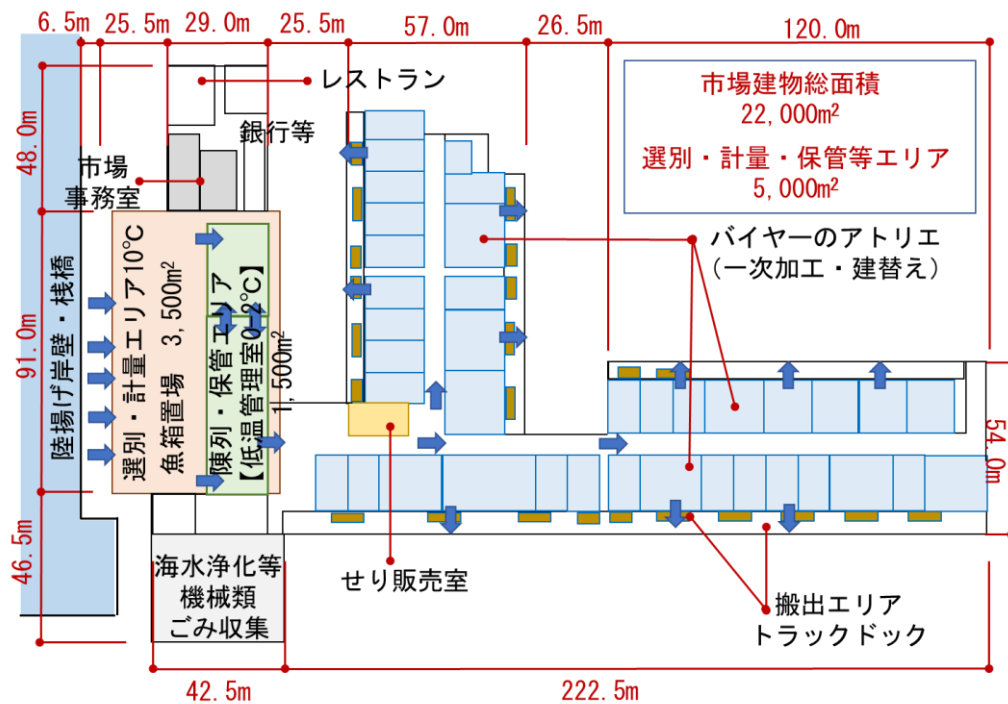 6.5m
25.5m
29.0m
25.5m
57.0m
26.5m
120.0m
レストラン
銀行等
市場
事務室
市場建物総面積
22,000m²
選別・計量・保管等エリア
5,000m²
バイヤーのアトリエ
(一次加工・建替え)
48.0m
91.0m
46.5m
陸揚げ岸壁・桟橋
選別・計量エリア10℃
魚箱置場 3,500m²
陳列・保管エリア
【低温管理室0-2℃】
1,500m²
54.0m
せり販売室
海水浄化等
機械類
ごみ収集
搬出エリア
トラックドック
42.5m
222.5m